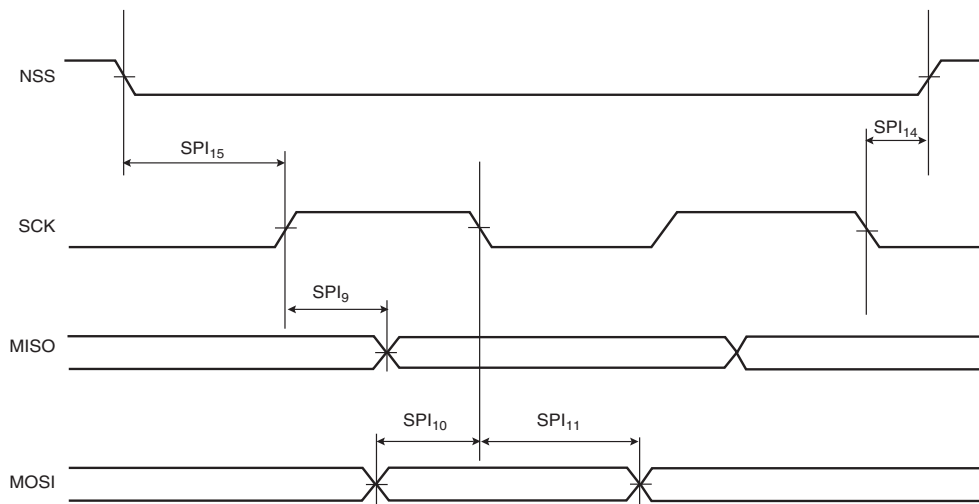 NSS
SPI₁₄
SPI₁₅
SCK
SPI₉
MISO
SPI₁₀
SPI₁₁
MOSI